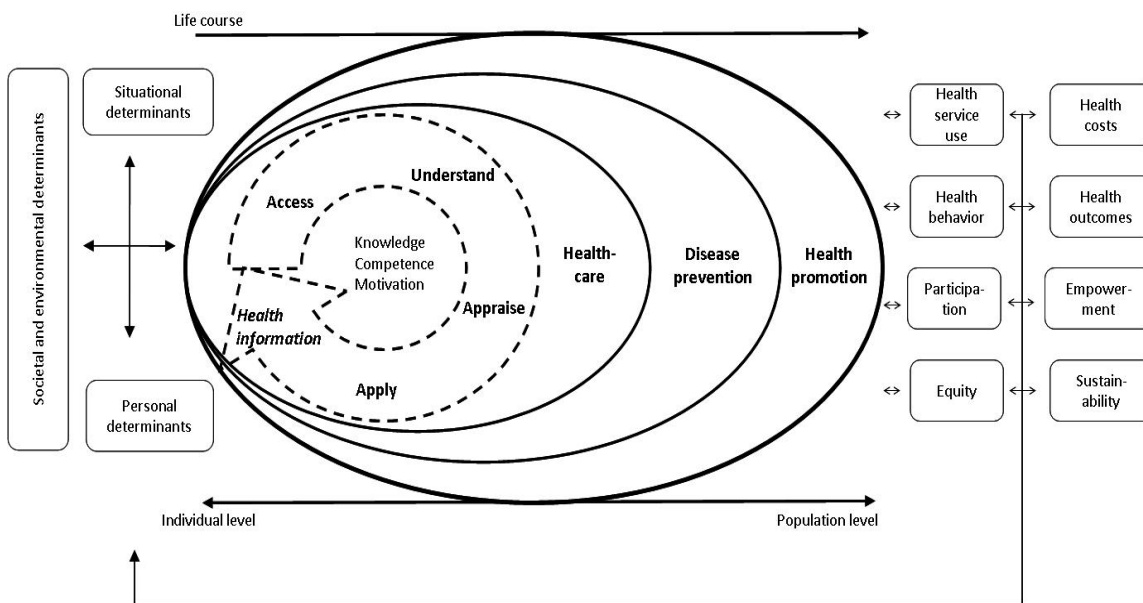 Life course
Societal and environmental determinants
Situational
determinants
Personal
determinants
Access
Understand
Knowledge
Competence
Motivation
Health
information
Appraise
Apply
Health-
care
Disease
prevention
Health
promotion
Individual level
Population level
Health
service
use
Health
costs
Health
behavior
Health
outcomes
Participa-
tion
Empower-
ment
Equity
Sustain-
ability